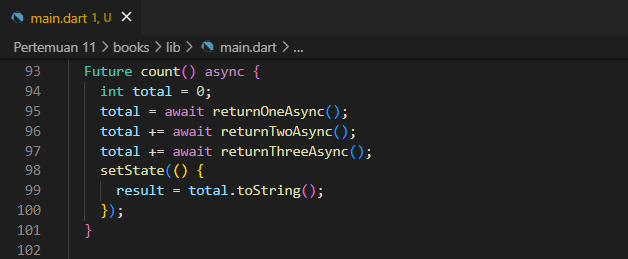 main.dart 1, U
Pertemuan 11 > books > lib > main.dart > ...
93 Future count() async {
94 int total = 0;
95 total = await returnOneAsync();
96 total += await returnTwoAsync();
97 total += await returnThreeAsync();
98 setState(() {
99 result = total.toString();
100 });
101 }
102